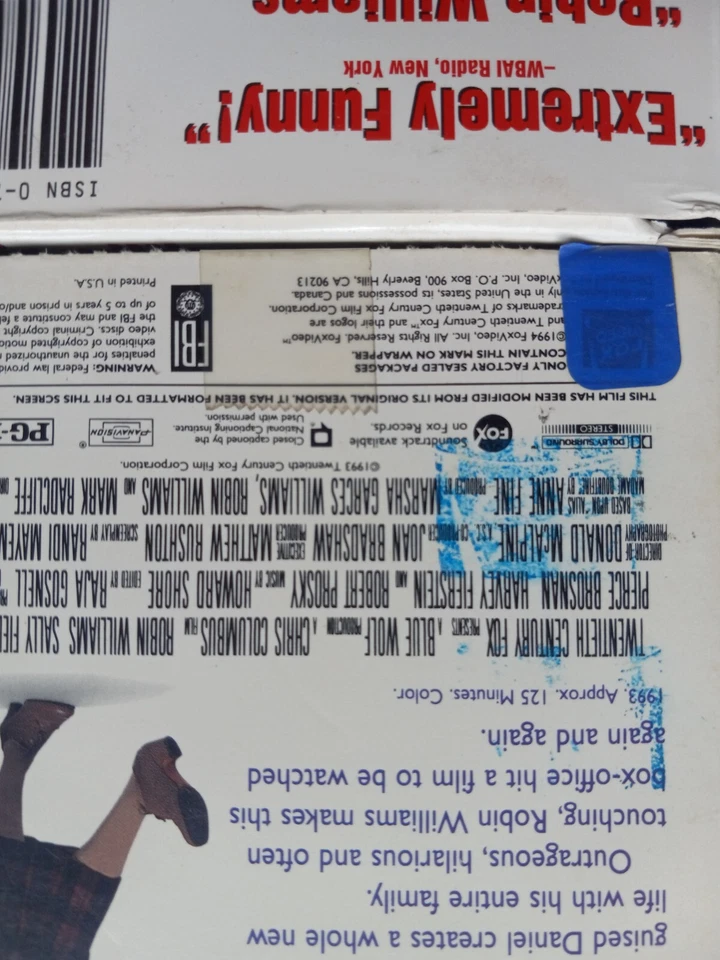 guised Daniel creates a whole new
life with his entire family.
Outrageous, hilarious and often
touching, Robin Williams makes this
box-office hit a film to be watched
again and again.
1993. Approx. 125 Minutes. Color.
TWENTIETH CENTURY FOX PRESENTS A BLUE WOLF PRODUCTION A CHRIS COLUMBUS FILM ROBIN WILLIAMS SALLY FIE
PIERCE BROSNAN HARVEY FIERSTEIN AND ROBERT PROSKY MUSIC BY HOWARD SHORE EDITED BY RAJA GOSNELL
DIRECTOR OF PHOTOGRAPHY DONALD McALPINE CO-PRODUCER JOAN BRADSHAW EXECUTIVE PRODUCER MATTHEW RUSHTON SCREENPLAY BY RANDI MAYEM
BASED UPON ALIAS MADAME DOUBTFIRE BY ANNE FINE PRODUCED BY MARSHA GARCES WILLIAMS, ROBIN WILLIAMS AND MARK RADCLIFFE
©1993 Twentieth Century Fox Film Corporation.
DOLBY SURROUND
STEREO
FOX
Soundtrack available
on Fox Records.
Closed captioned by the
National Captioning Institute.
Used with permission.
PANAVISION®
PG-
THIS FILM HAS BEEN MODIFIED FROM ITS ORIGINAL VERSION. IT HAS BEEN FORMATTED TO FIT THIS SCREEN.
ONLY FACTORY SEALED PACKAGES
CONTAIN THIS MARK ON WRAPPER.
©1994 FoxVideo, Inc. All Rights Reserved. FoxVideo™
and Twentieth Century Fox™ and their logos are
trademarks of Twentieth Century Fox Film Corporation.
only in the United States, its possessions and Canada.
xVideo, Inc. P.O. Box 900, Beverly Hills, CA 90213
FBI
WARNING: Federal law provid
penalties for the unauthorized
exhibition of copyrighted motion
video discs. Criminal copyright
the FBI and may constitute a fel
of up to 5 years in prison and/o
Printed in U.S.A.
ISBN 0-
"Extremely Funny!"
–WBAI Radio, New York
"Robin Williams